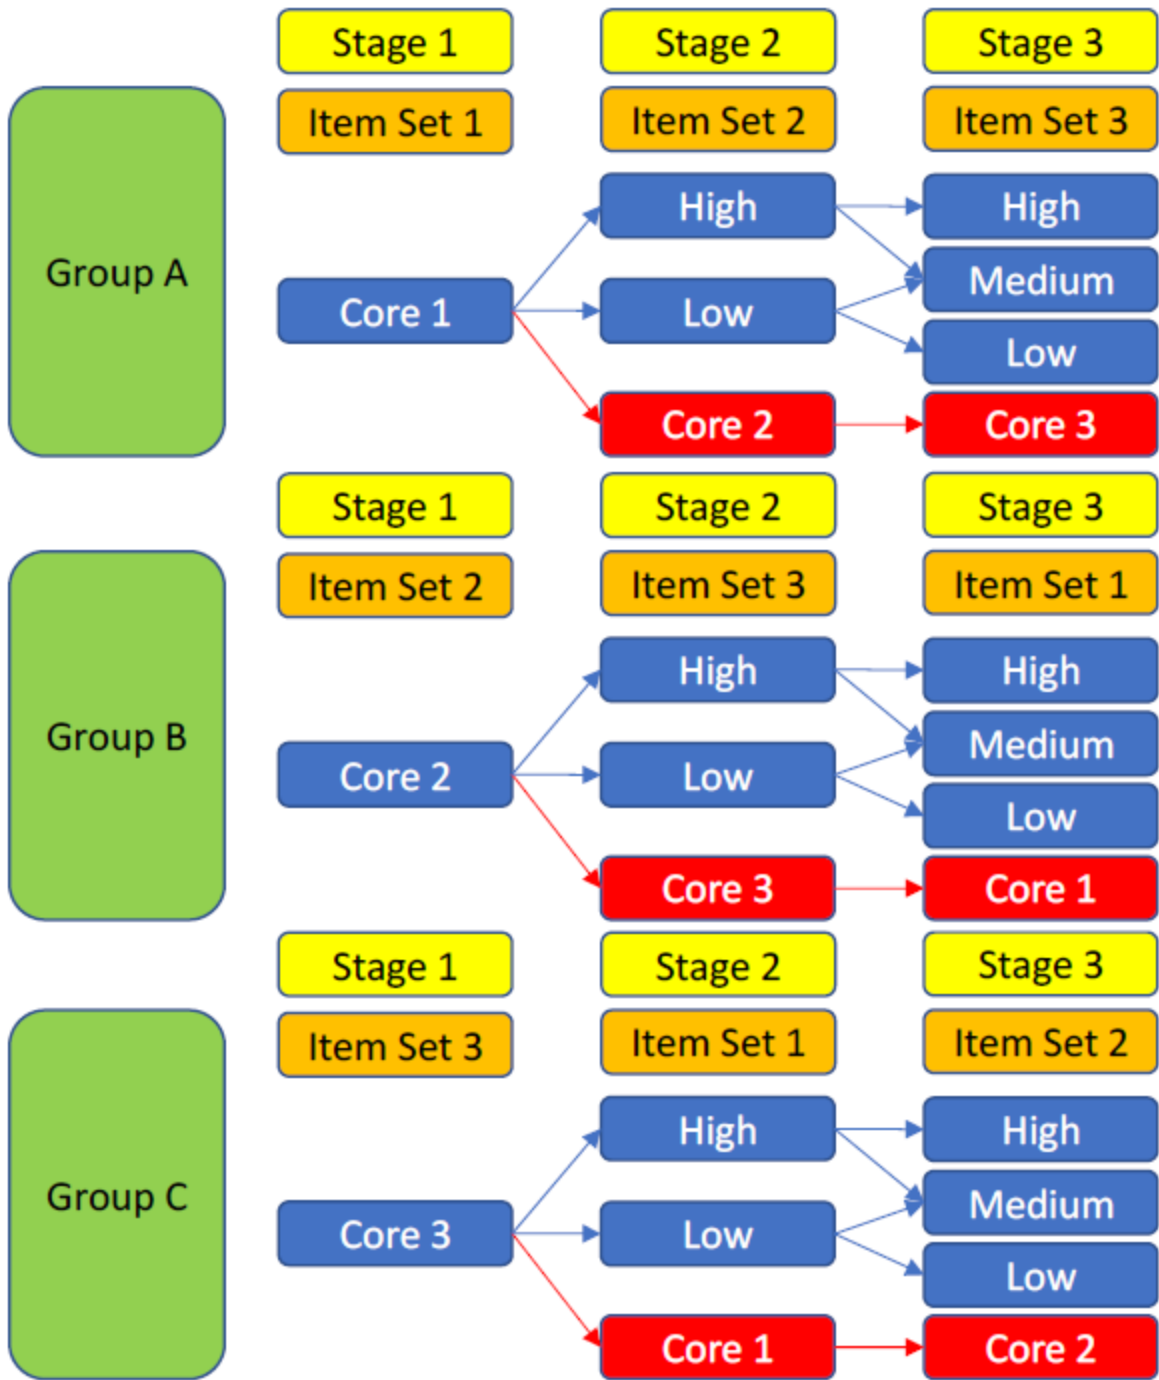 Stage 1
Stage 2
Stage 3
Item Set 1
Item Set 2
Item Set 3
Group A
Core 1
High
Low
Core 2
High
Medium
Low
Core 3
Stage 1
Stage 2
Stage 3
Item Set 2
Item Set 3
Item Set 1
Group B
Core 2
High
Low
Core 3
High
Medium
Low
Core 1
Stage 1
Stage 2
Stage 3
Item Set 3
Item Set 1
Item Set 2
Group C
Core 3
High
Low
Core 1
High
Medium
Low
Core 2